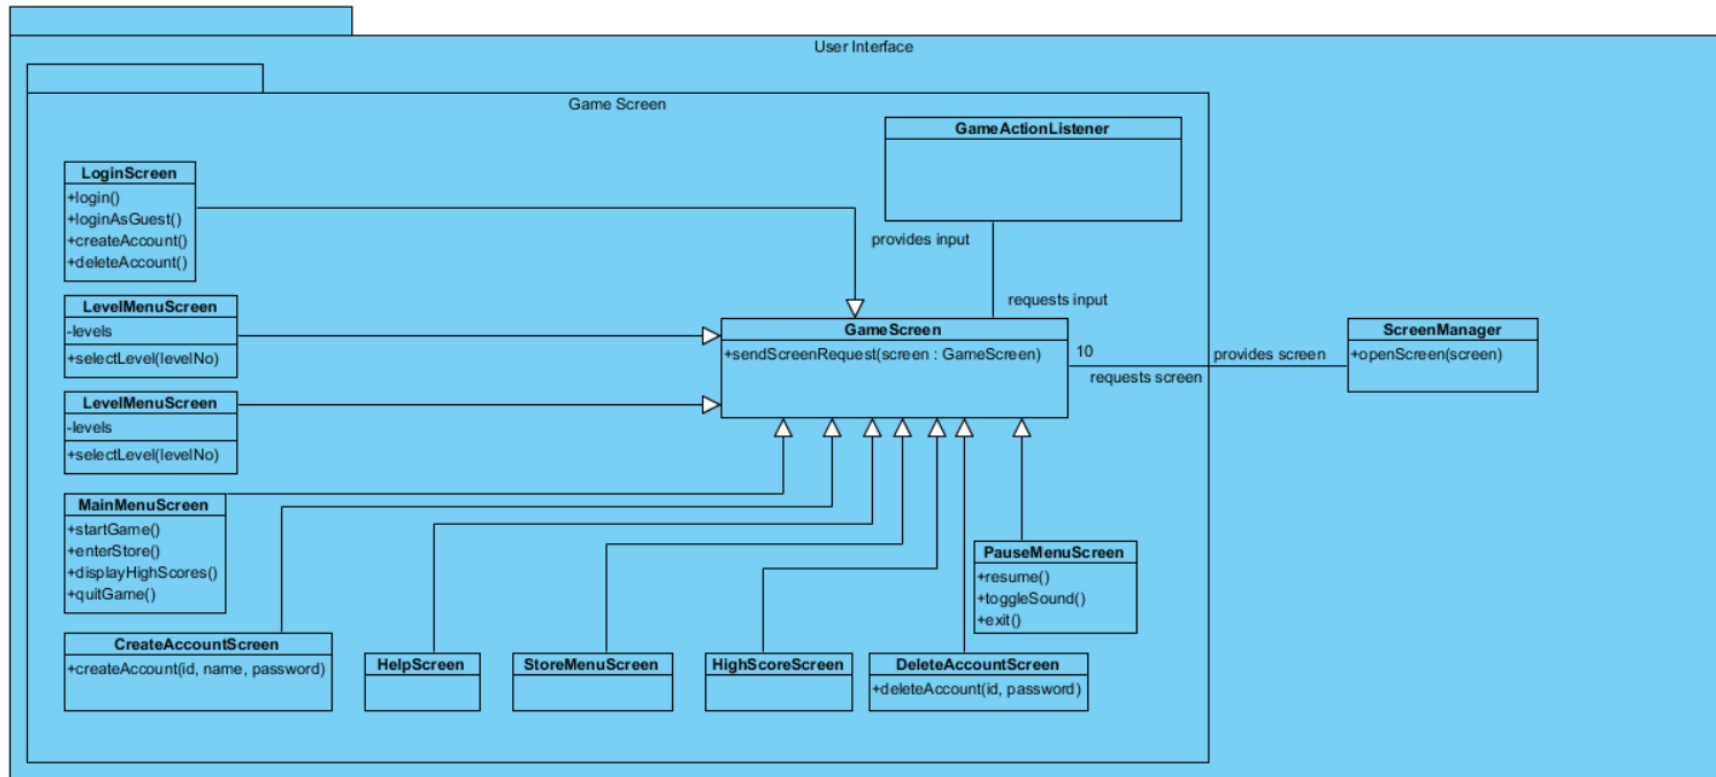 User Interface
Game Screen
GameActionListener
LoginScreen
+login()
+loginAsGuest()
+createAccount()
+deleteAccount()
provides input
requests input
LevelMenuScreen
-levels
+selectLevel(levelNo)
GameScreen
+sendScreenRequest(screen : GameScreen)
10
requests screen
provides screen
ScreenManager
+openScreen(screen)
LevelMenuScreen
-levels
+selectLevel(levelNo)
MainMenuScreen
+startGame()
+enterStore()
+displayHighScores()
+quitGame()
PauseMenuScreen
+resume()
+toggleSound()
+exit()
CreateAccountScreen
+createAccount(id, name, password)
HelpScreen
StoreMenuScreen
HighScoreScreen
DeleteAccountScreen
+deleteAccount(id, password)